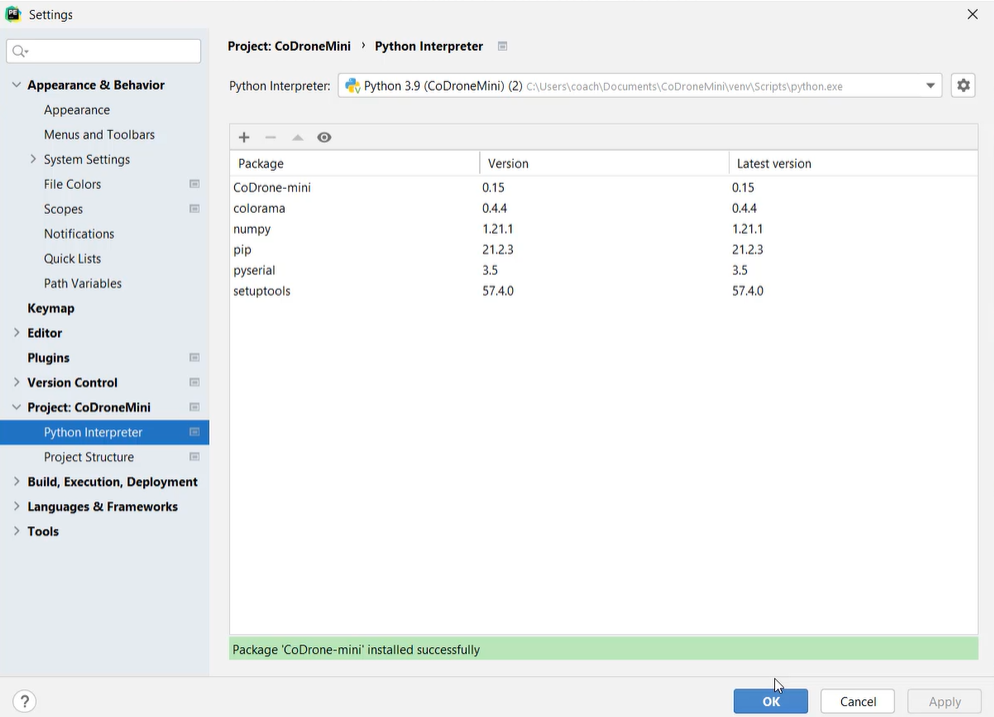 Settings
Project: CoDroneMini › Python Interpreter
Python Interpreter: Python 3.9 (CoDroneMini) (2) C:\Users\coach\Documents\CoDroneMini\venv\Scripts\python.exe
Appearance & Behavior
Appearance
Menus and Toolbars
System Settings
File Colors
Scopes
Notifications
Quick Lists
Path Variables
Keymap
Editor
Plugins
Version Control
Project: CoDroneMini
Python Interpreter
Project Structure
Build, Execution, Deployment
Languages & Frameworks
Tools
Package Version Latest version
CoDrone-mini 0.15 0.15
colorama 0.4.4 0.4.4
numpy 1.21.1 1.21.1
pip 21.2.3 21.2.3
pyserial 3.5 3.5
setuptools 57.4.0 57.4.0
Package 'CoDrone-mini' installed successfully
? OK Cancel Apply